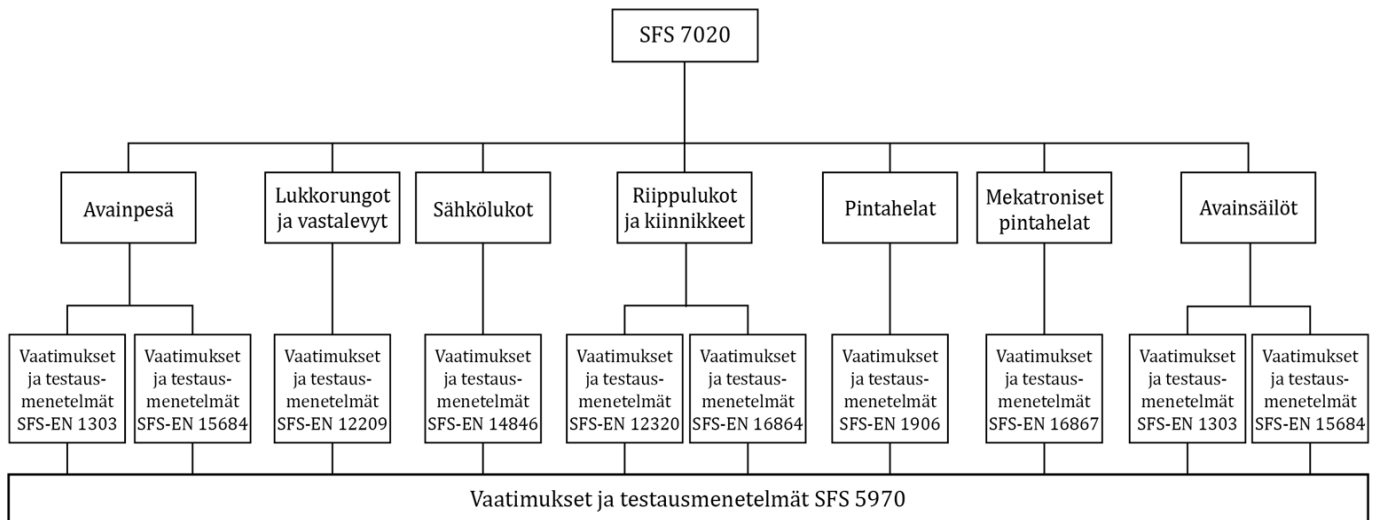 SFS 7020
Avainpesä
Lukkorungot
ja vastalevyt
Sähkölukot
Riippulukot
ja kiinnikkeet
Pintahelat
Mekatroniset
pintahelat
Avainsäilöt
Vaatimukset
ja testaus-
menetelmät
SFS-EN 1303
Vaatimukset
ja testaus-
menetelmät
SFS-EN 15684
Vaatimukset
ja testaus-
menetelmät
SFS-EN 12209
Vaatimukset
ja testaus-
menetelmät
SFS-EN 14846
Vaatimukset
ja testaus-
menetelmät
SFS-EN 12320
Vaatimukset
ja testaus-
menetelmät
SFS-EN 16864
Vaatimukset
ja testaus-
menetelmät
SFS-EN 1906
Vaatimukset
ja testaus-
menetelmät
SFS-EN 16867
Vaatimukset
ja testaus-
menetelmät
SFS-EN 1303
Vaatimukset
ja testaus-
menetelmät
SFS-EN 15684
Vaatimukset ja testausmenetelmät SFS 5970